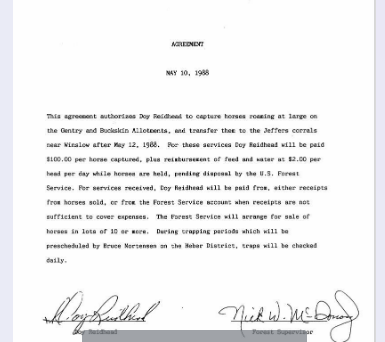 AGREEMENT
MAY 10, 1988
This agreement authorizes Doy Reidhead to capture horses roaming at large on
the Gentry and Buckskin Allotments, and transfer them to the Jeffers corrals
near Winslow after May 12, 1988. For these services Doy Reidhead will be paid
$100.00 per horse captured, plus reimbursement of feed and water at $2.00 per
head per day while horses are held, pending disposal by the U.S. Forest
Service. For services received, Doy Reidhead will be paid from, either receipts
from horses sold, or from the Forest Service account when receipts are not
sufficient to cover expenses. The Forest Service will arrange for sale of
horses in lots of 10 or more. During trapping periods which will be
prescheduled by Bruce Mortensen on the Heber District, traps will be checked
daily.
Doy Reidhead Nick W. McDonough
Doy Reidhead Forest Supervisor